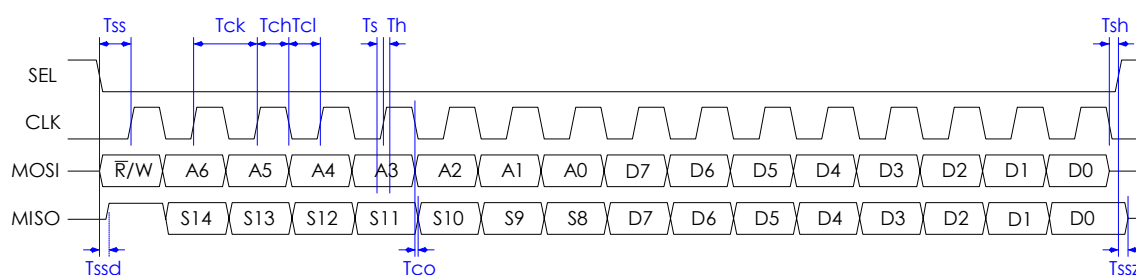 Tss Tck Tch Tcl Ts Th Tsh
SEL
CLK
MOSI R̅/W A6 A5 A4 A3 A2 A1 A0 D7 D6 D5 D4 D3 D2 D1 D0
MISO S14 S13 S12 S11 S10 S9 S8 D7 D6 D5 D4 D3 D2 D1 D0
Tssd Tco Tssz